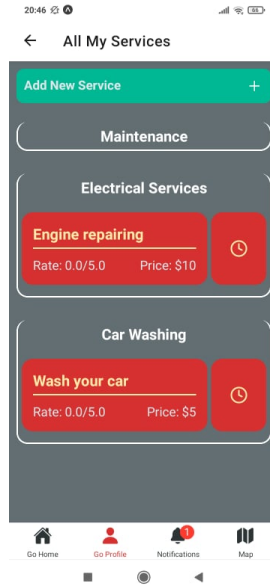 20:46
55
All My Services
Add New Service +
Maintenance
Electrical Services
Engine repairing
Rate: 0.0/5.0 Price: $10
Car Washing
Wash your car
Rate: 0.0/5.0 Price: $5
1
Go Home Go Profile Notifications Map